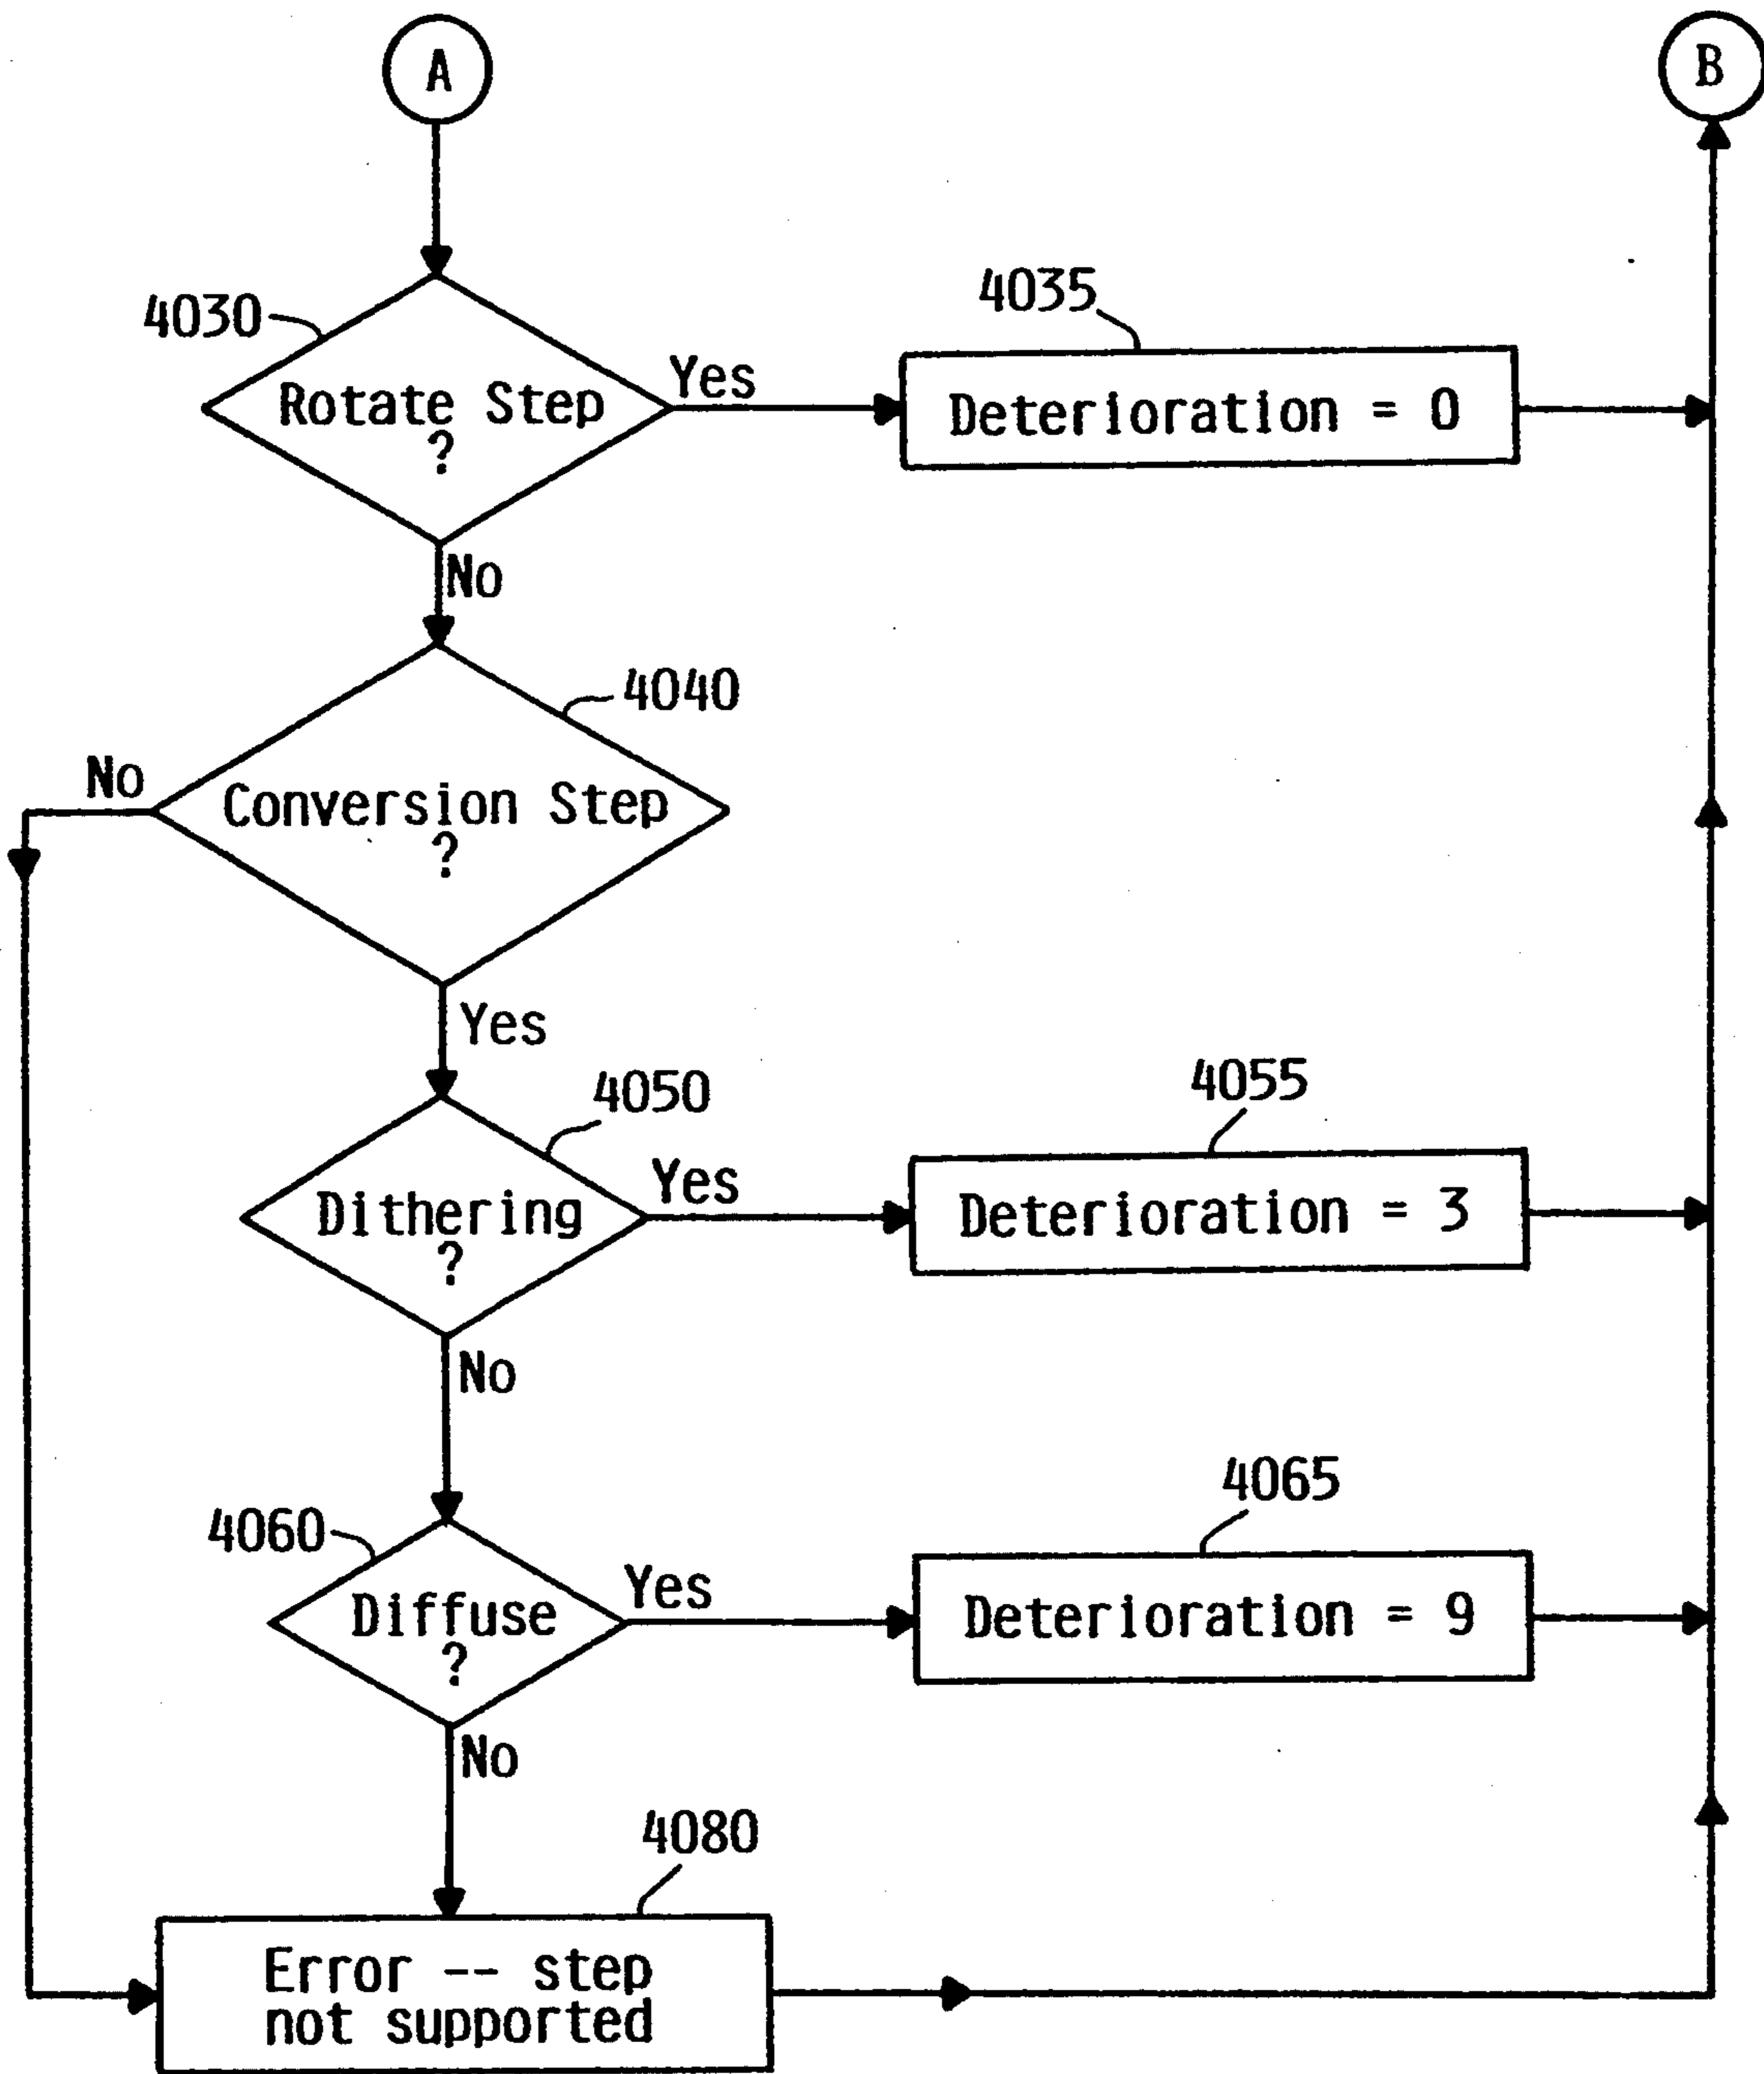 A
B
4030
4035
Rotate Step
?
Yes
Deterioration = 0
No
4040
No
Conversion Step
?
Yes
4050
4055
Dithering
?
Yes
Deterioration = 3
No
4060
4065
Diffuse
?
Yes
Deterioration = 9
No
4080
Error -- step
not supported